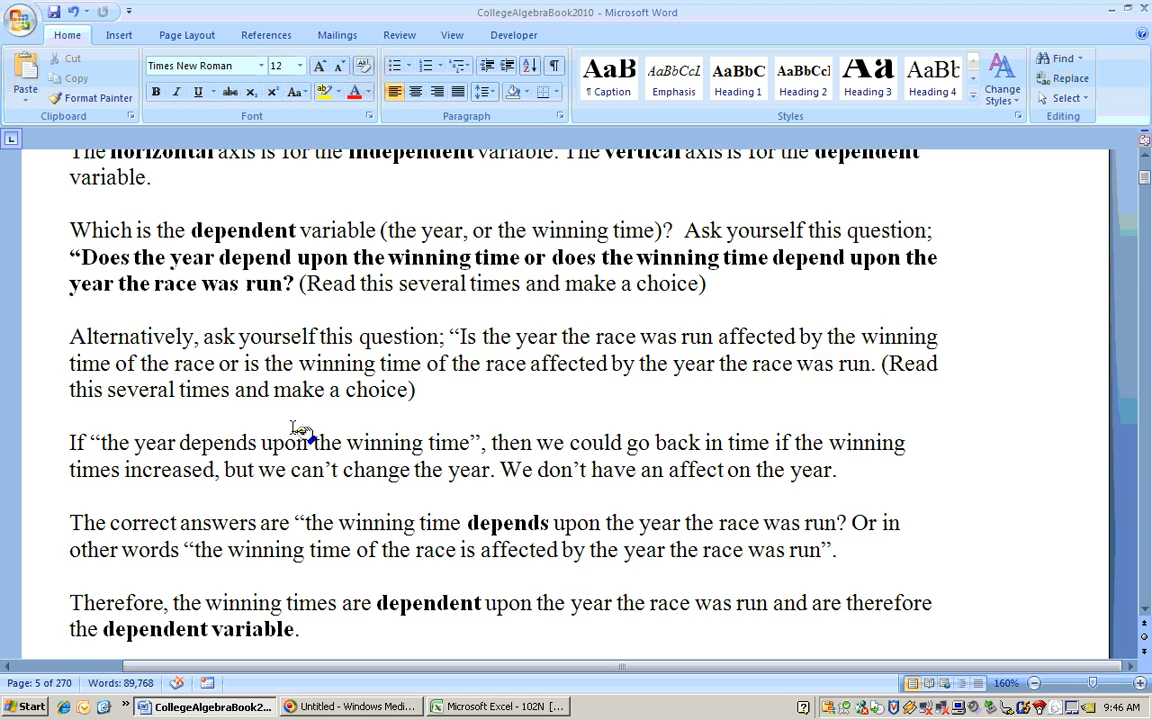 CollegeAlgebraBook2010 - Microsoft Word
Home Insert Page Layout References Mailings Review View Developer
Paste
Cut
Copy
Format Painter
Clipboard
Times New Roman 12
B I U abc X₂ X² Aa
Font
Paragraph
AaB AaBbCcL AaBbC AaBbCcl Aa AaBb
¶ Caption Emphasis Heading 1 Heading 2 Heading 3 Heading 4
Change Styles
Styles
Find
Replace
Select
Editing
The horizontal axis is for the independent variable. The vertical axis is for the dependent
variable.
Which is the dependent variable (the year, or the winning time)? Ask yourself this question;
“Does the year depend upon the winning time or does the winning time depend upon the
year the race was run? (Read this several times and make a choice)
Alternatively, ask yourself this question; “Is the year the race was run affected by the winning
time of the race or is the winning time of the race affected by the year the race was run. (Read
this several times and make a choice)
If “the year depends upon the winning time”, then we could go back in time if the winning
times increased, but we can’t change the year. We don’t have an affect on the year.
The correct answers are “the winning time depends upon the year the race was run? Or in
other words “the winning time of the race is affected by the year the race was run”.
Therefore, the winning times are dependent upon the year the race was run and are therefore
the dependent variable.
Page: 5 of 270 Words: 89,768 160%
Start CollegeAlgebraBook2... Untitled - Windows Medi... Microsoft Excel - 102N [... 9:46 AM